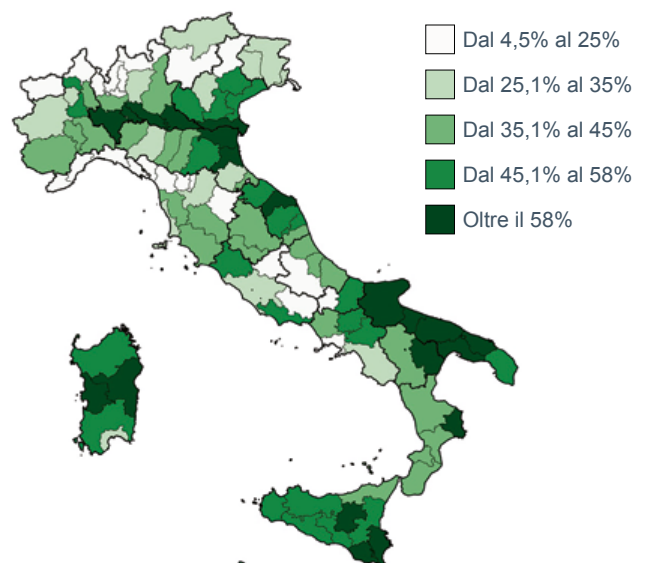 Dal 4,5% al 25%
Dal 25,1% al 35%
Dal 35,1% al 45%
Dal 45,1% al 58%
Oltre il 58%